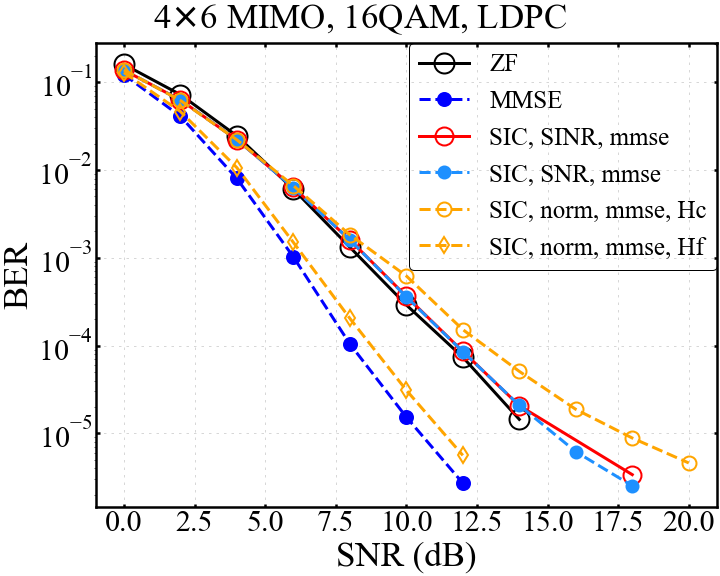 4×6 MIMO, 16QAM, LDPC
ZF
MMSE
SIC, SINR, mmse
SIC, SNR, mmse
SIC, norm, mmse, Hc
SIC, norm, mmse, Hf
BER
10⁻¹
10⁻²
10⁻³
10⁻⁴
10⁻⁵
0.0 2.5 5.0 7.5 10.0 12.5 15.0 17.5 20.0
SNR (dB)